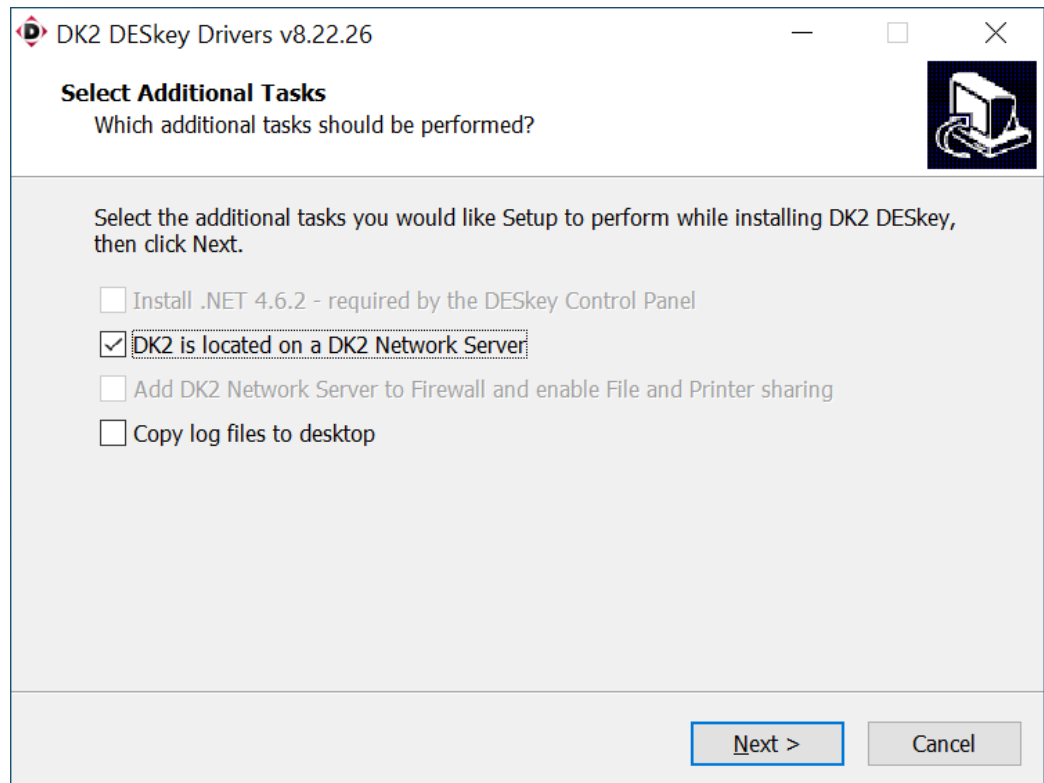 DK2 DESkey Drivers v8.22.26
Select Additional Tasks
Which additional tasks should be performed?
Select the additional tasks you would like Setup to perform while installing DK2 DESkey,
then click Next.
Install .NET 4.6.2 - required by the DESkey Control Panel
DK2 is located on a DK2 Network Server
Add DK2 Network Server to Firewall and enable File and Printer sharing
Copy log files to desktop
Next >
Cancel